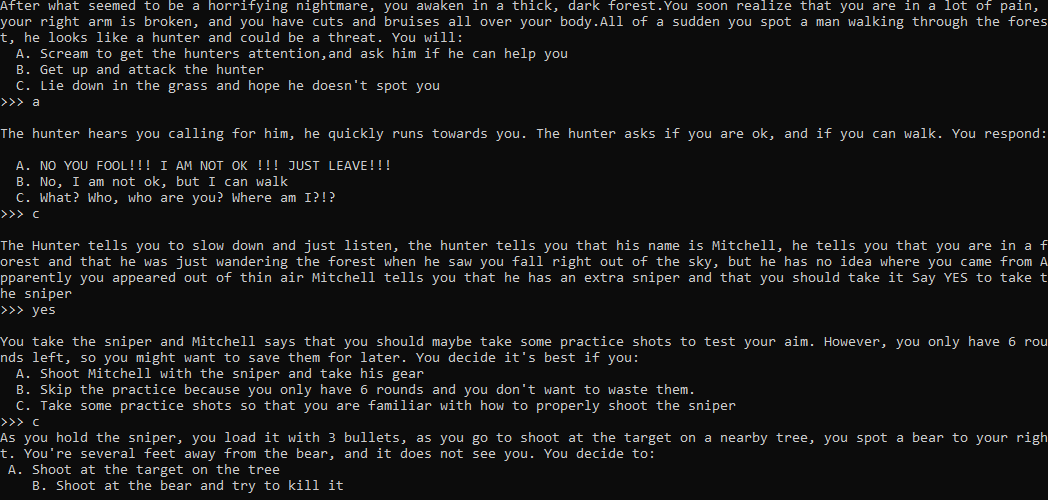 After what seemed to be a horrifying nightmare, you awaken in a thick, dark forest.You soon realize that you are in a lot of pain,
your right arm is broken, and you have cuts and bruises all over your body.All of a sudden you spot a man walking through the fores
t, he looks like a hunter and could be a threat. You will:
A. Scream to get the hunters attention,and ask him if he can help you
B. Get up and attack the hunter
C. Lie down in the grass and hope he doesn't spot you
>>> a
The hunter hears you calling for him, he quickly runs towards you. The hunter asks if you are ok, and if you can walk. You respond:
A. NO YOU FOOL!!! I AM NOT OK !!! JUST LEAVE!!!
B. No, I am not ok, but I can walk
C. What? Who, who are you? Where am I?!?
>>> c
The Hunter tells you to slow down and just listen, the hunter tells you that his name is Mitchell, he tells you that you are in a f
orest and that he was just wandering the forest when he saw you fall right out of the sky, but he has no idea where you came from A
pparently you appeared out of thin air Mitchell tells you that he has an extra sniper and that you should take it Say YES to take t
he sniper
>>> yes
You take the sniper and Mitchell says that you should maybe take some practice shots to test your aim. However, you only have 6 rou
nds left, so you might want to save them for later. You decide it's best if you:
A. Shoot Mitchell with the sniper and take his gear
B. Skip the practice because you only have 6 rounds and you don't want to waste them.
C. Take some practice shots so that you are familiar with how to properly shoot the sniper
>>> c
As you hold the sniper, you load it with 3 bullets, as you go to shoot at the target on a nearby tree, you spot a bear to your righ
t. You're several feet away from the bear, and it does not see you. You decide to:
A. Shoot at the target on the tree
B. Shoot at the bear and try to kill it